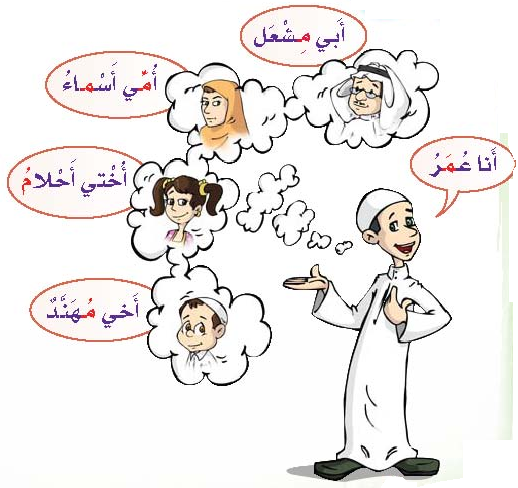 أَبي مِشْعَل
أُمّي أَسْماءُ
أَنا عُمَرُ
أُخْتي أَحْلامُ
أَخي مُهَنَّدٌ